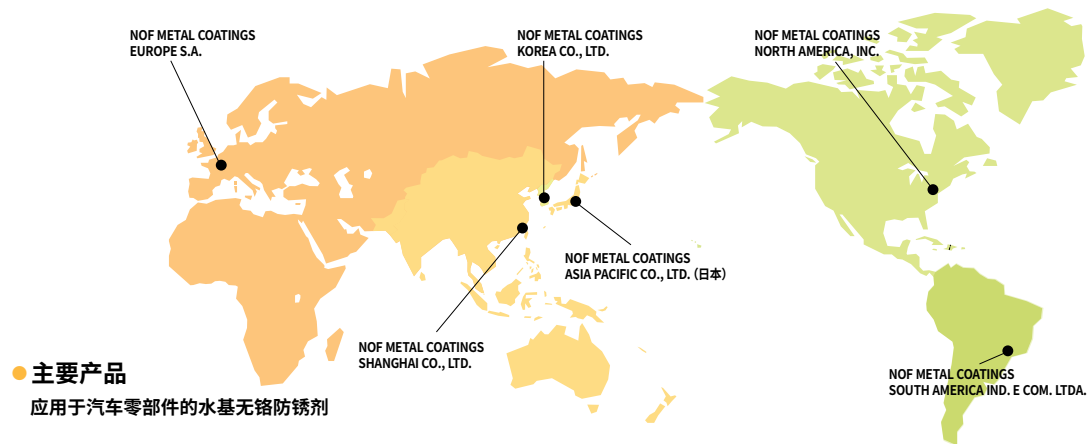 NOF METAL COATINGS
EUROPE S.A.
NOF METAL COATINGS
KOREA CO., LTD.
NOF METAL COATINGS
NORTH AMERICA, INC.
NOF METAL COATINGS
ASIA PACIFIC CO., LTD.（日本）
NOF METAL COATINGS
SHANGHAI CO., LTD.
NOF METAL COATINGS
SOUTH AMERICA IND. E COM. LTDA.
主要产品
应用于汽车零部件的水基无铬防锈剂